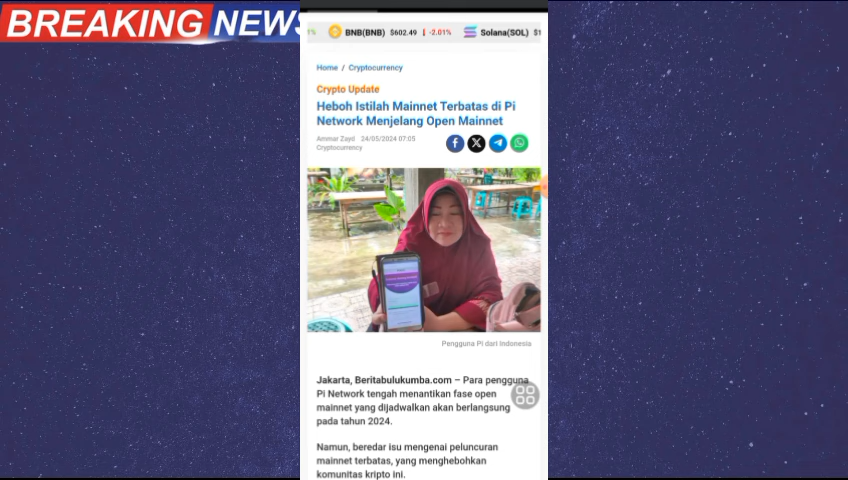 BREAKING NEWS
BNB(BNB) $602.49 -2.01% Solana(SOL)
Home / Cryptocurrency
Crypto Update
Heboh Istilah Mainnet Terbatas di Pi
Network Menjelang Open Mainnet
Ammar Zayd 24/05/2024 07:05
Cryptocurrency
Pengguna Pi dari Indonesia
Jakarta, Beritabulukumba.com – Para pengguna
Pi Network tengah menantikan fase open
mainnet yang dijadwalkan akan berlangsung
pada tahun 2024.
Namun, beredar isu mengenai peluncuran
mainnet terbatas, yang menghebohkan
komunitas kripto ini.